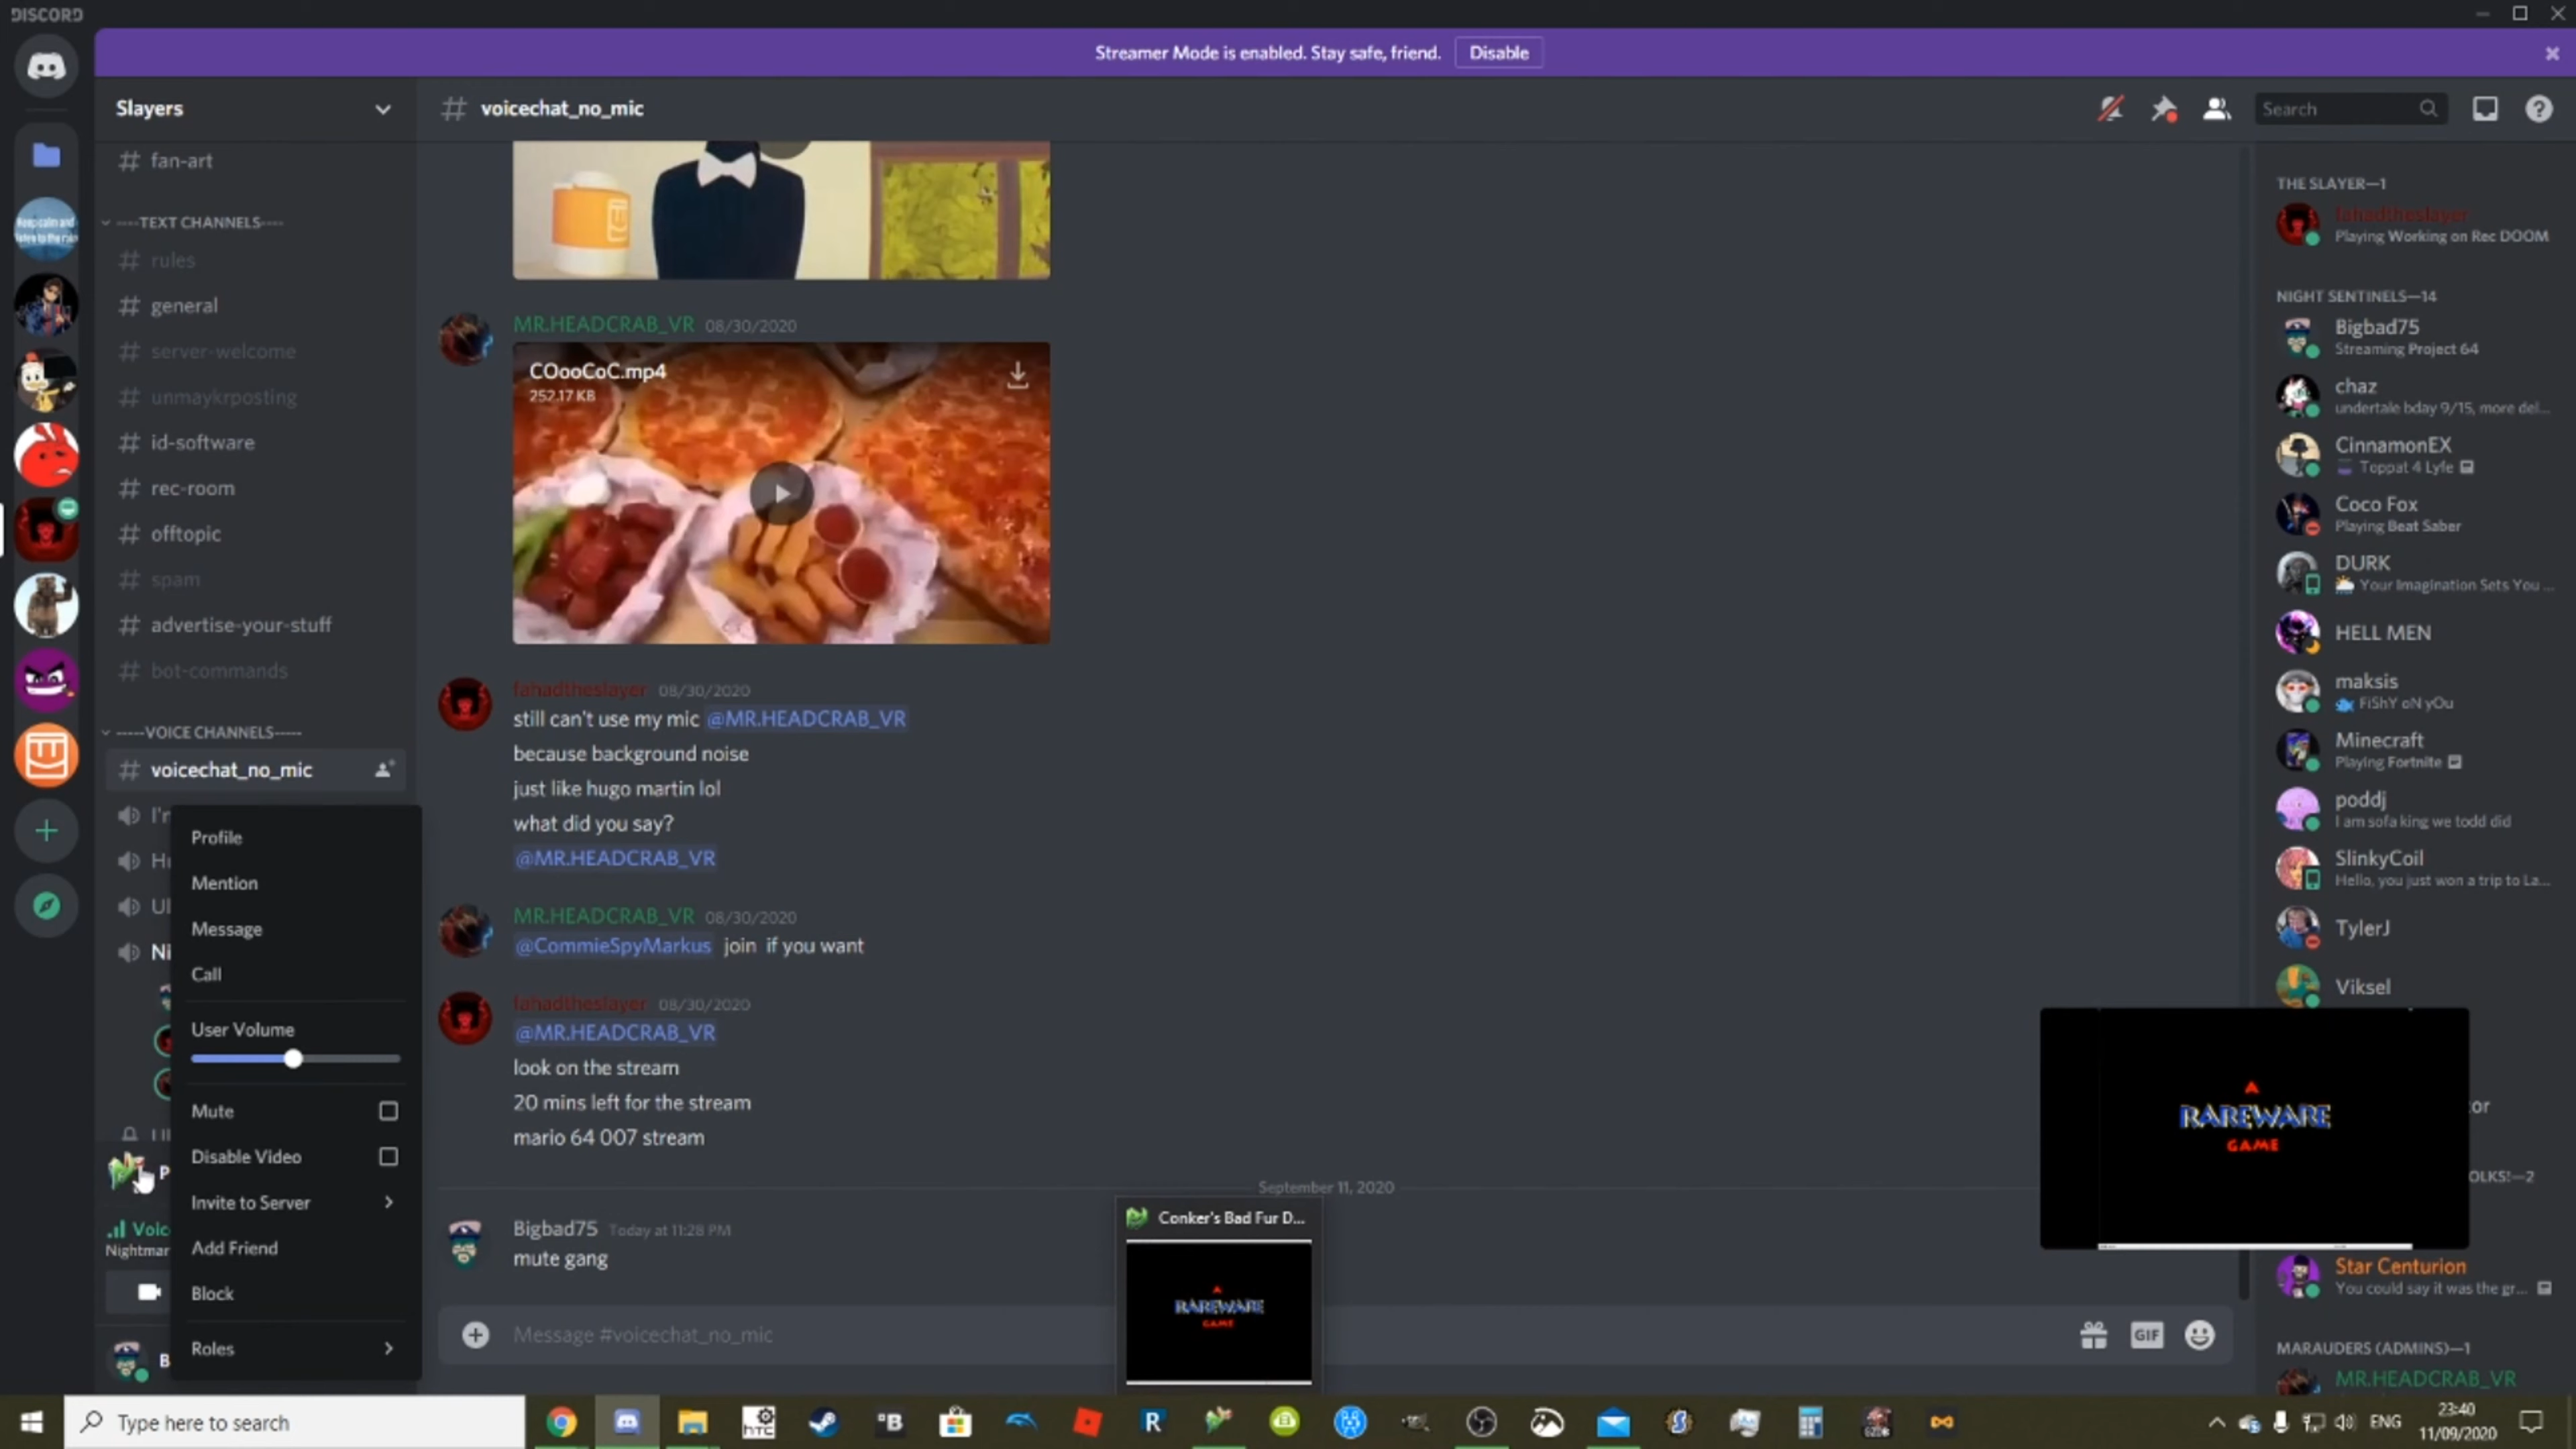 DISCORD
Streamer Mode is enabled. Stay safe, friend.
Disable
Slayers
# fan-art
----TEXT CHANNELS----
# rules
# general
# server-welcome
# unmaykrposting
# id-software
# rec-room
# offtopic
# spam
# advertise-your-stuff
# bot-commands
-----VOICE CHANNELS-----
# voicechat_no_mic
Profile
Mention
Message
Call
User Volume
Mute
Disable Video
Invite to Server
Add Friend
Block
Roles
Voic
Nightmar
# voicechat_no_mic
Search
MR.HEADCRAB_VR 08/30/2020
COooCoC.mp4
252.17 KB
fahadtheslayer 08/30/2020
still can't use my mic @MR.HEADCRAB_VR
because background noise
just like hugo martin lol
what did you say?
@MR.HEADCRAB_VR
MR.HEADCRAB_VR 08/30/2020
@CommieSpyMarkus join if you want
fahadtheslayer 08/30/2020
@MR.HEADCRAB_VR
look on the stream
20 mins left for the stream
mario 64 007 stream
September 11, 2020
Bigbad75 Today at 11:28 PM
mute gang
Message #voicechat_no_mic
GIF
Conker's Bad Fur D...
A
RAREWARE
GAME
THE SLAYER—1
fahadtheslayer
Playing Working on Rec DOOM
NIGHT SENTINELS—14
Bigbad75
Streaming Project 64
chaz
undertale bday 9/15, more del...
CinnamonEX
Toppat 4 Lyfe
Coco Fox
Playing Beat Saber
DURK
Your Imagination Sets You ...
HELL MEN
maksis
FiShY oN yOu
Minecraft
Playing Fortnite
poddj
I am sofa king we todd did
SlinkyCoil
Hello, you just won a trip to La...
TylerJ
Viksel
A
RAREWARE
GAME
or
OLKS!—2
Star Centurion
You could say it was the gr...
MARAUDERS (ADMINS)—1
MR.HEADCRAB_VR
Type here to search
ENG
23:40
11/09/2020